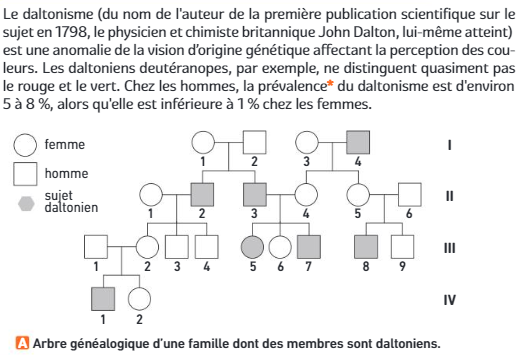 Le daltonisme (du nom de l'auteur de la première publication scientifique sur le
sujet en 1798, le physicien et chimiste britannique John Dalton, lui-même atteint)
est une anomalie de la vision d'origine génétique affectant la perception des cou-
leurs. Les daltoniens deutéranopes, par exemple, ne distinguent quasiment pas
le rouge et le vert. Chez les hommes, la prévalence* du daltonisme est d'environ
5 à 8 %, alors qu'elle est inférieure à 1 % chez les femmes.
femme
homme
sujet
daltonien
1 2 3 4 I
1 2 3 4 5 6 II
1 2 3 4 5 6 7 8 9 III
1 2 IV
A Arbre généalogique d'une famille dont des membres sont daltoniens.